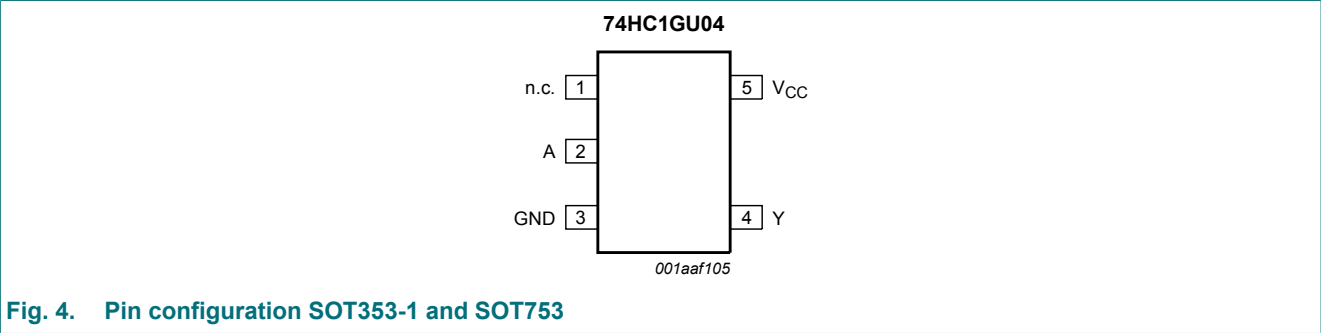 74HC1GU04
n.c. 1 5 VCC
A 2
GND 3 4 Y
001aaf105
Fig. 4. Pin configuration SOT353-1 and SOT753